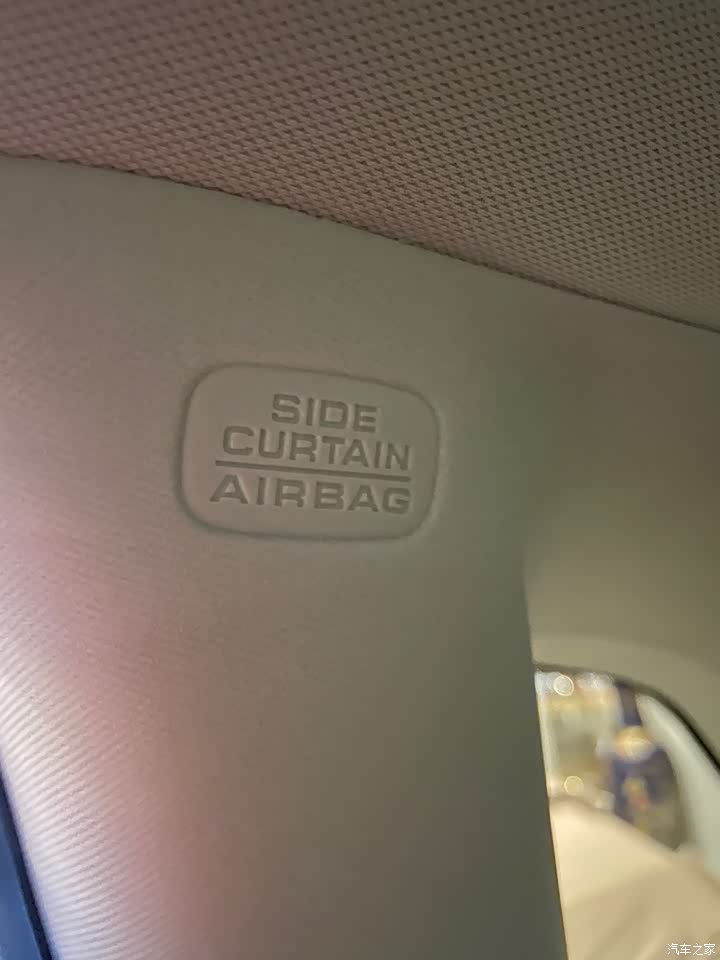 SIDE
CURTAIN
AIRBAG
汽车之家